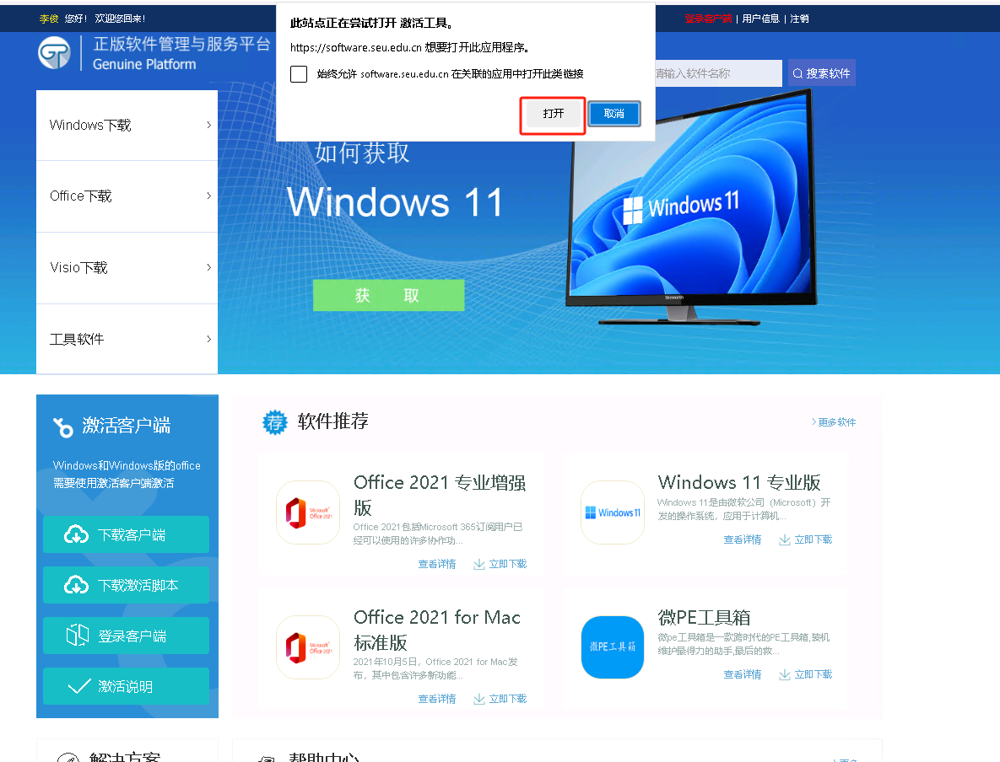 李俊 您好! 欢迎您回来!
登录客户端 | 用户信息 | 注销
正版软件管理与服务平台
Genuine Platform
此站点正在尝试打开 激活工具。
https://software.seu.edu.cn 想要打开此应用程序。
始终允许 software.seu.edu.cn 在关联的应用中打开此类链接
打开
取消
请输入软件名称
搜索软件
Windows下载
Office下载
Visio下载
工具软件
如何获取
Windows 11
获 取
Windows 11
Skyworth
激活客户端
Windows和Windows版的office
需要使用激活客户端激活
下载客户端
下载激活脚本
登录客户端
激活说明
荐 软件推荐
更多软件
Microsoft
Office 2021
Office 2021 专业增强
版
Office 2021包括Microsoft 365订阅用户已
经可以使用的许多协作功...
查看详情 立即下载
Windows 11
Windows 11 专业版
Windows 11是由微软公司（Microsoft）开
发的操作系统，应用于计算机...
查看详情 立即下载
Microsoft
Office 2021
Office 2021 for Mac
标准版
2021年10月5日，Office 2021 for Mac发
布，其中包含许多新功能...
查看详情 立即下载
微PE工具箱
微PE工具箱
微pe工具箱是一款跨时代的PE工具箱,装机
维护最得力的助手,最后的救...
查看详情 立即下载
解决方案
帮助中心
更多